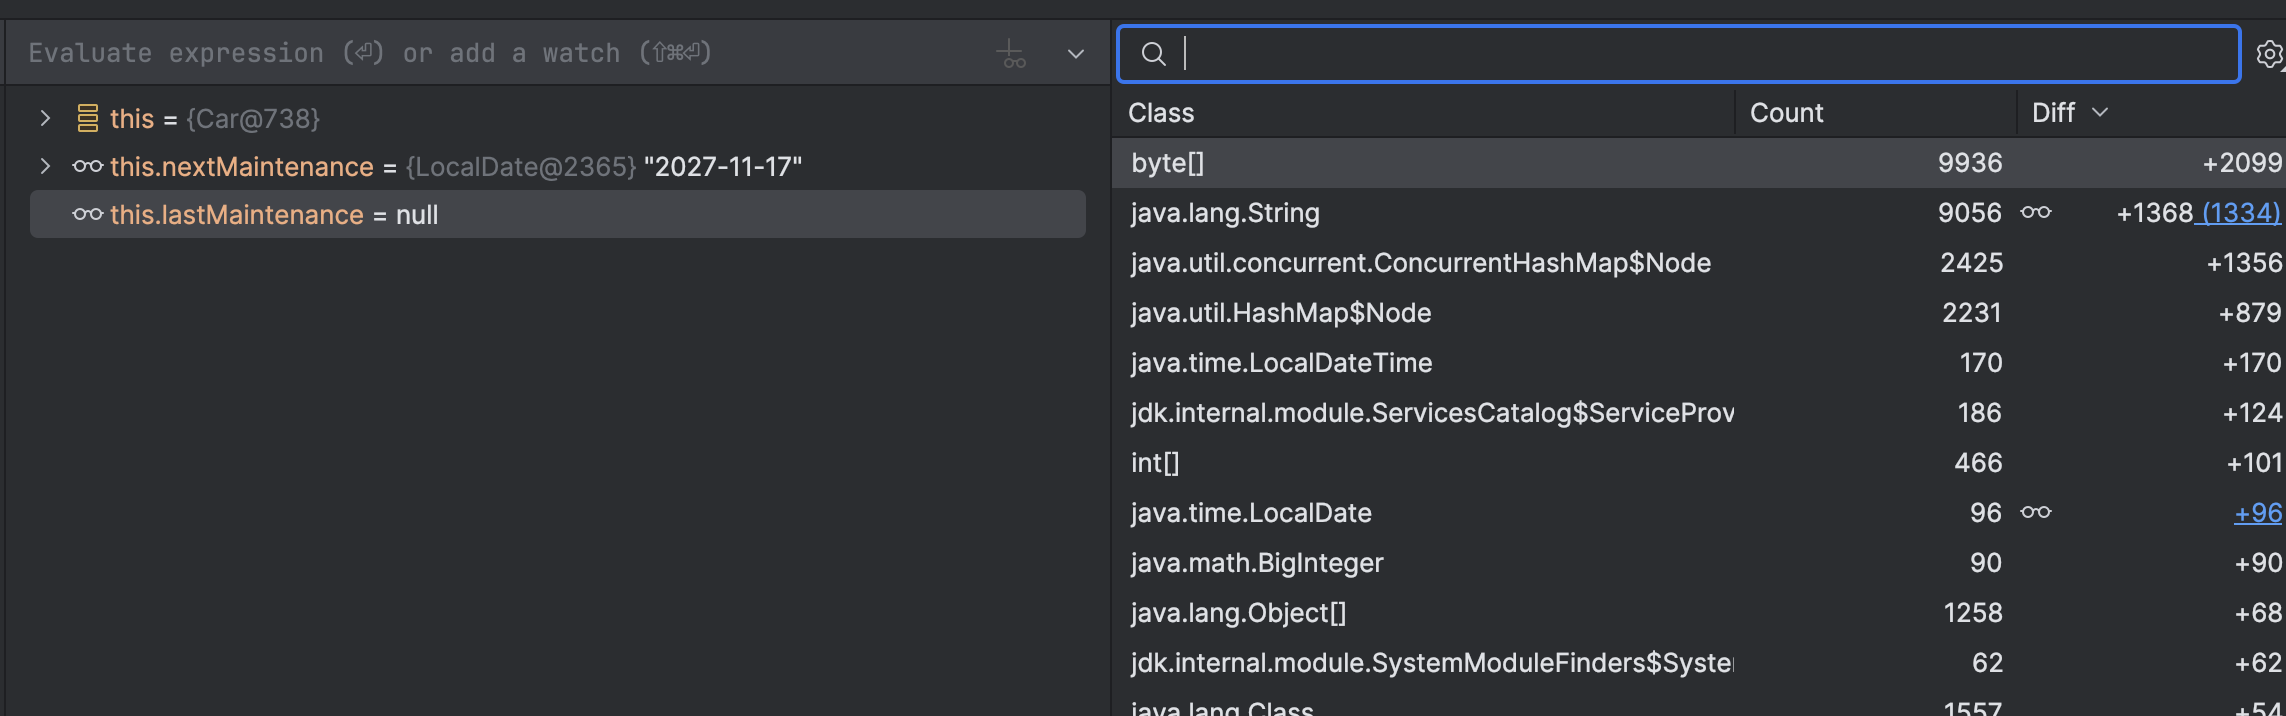 Evaluate expression (⏎) or add a watch (⇧⌘⏎)
this = {Car@738}
this.nextMaintenance = {LocalDate@2365} "2027-11-17"
this.lastMaintenance = null
Class Count Diff
byte[] 9936 +2099
java.lang.String 9056 +1368 (1334)
java.util.concurrent.ConcurrentHashMap$Node 2425 +1356
java.util.HashMap$Node 2231 +879
java.time.LocalDateTime 170 +170
jdk.internal.module.ServicesCatalog$ServiceProv 186 +124
int[] 466 +101
java.time.LocalDate 96 +96
java.math.BigInteger 90 +90
java.lang.Object[] 1258 +68
jdk.internal.module.SystemModuleFinders$Syste 62 +62
java.lang.Class 1557 +54